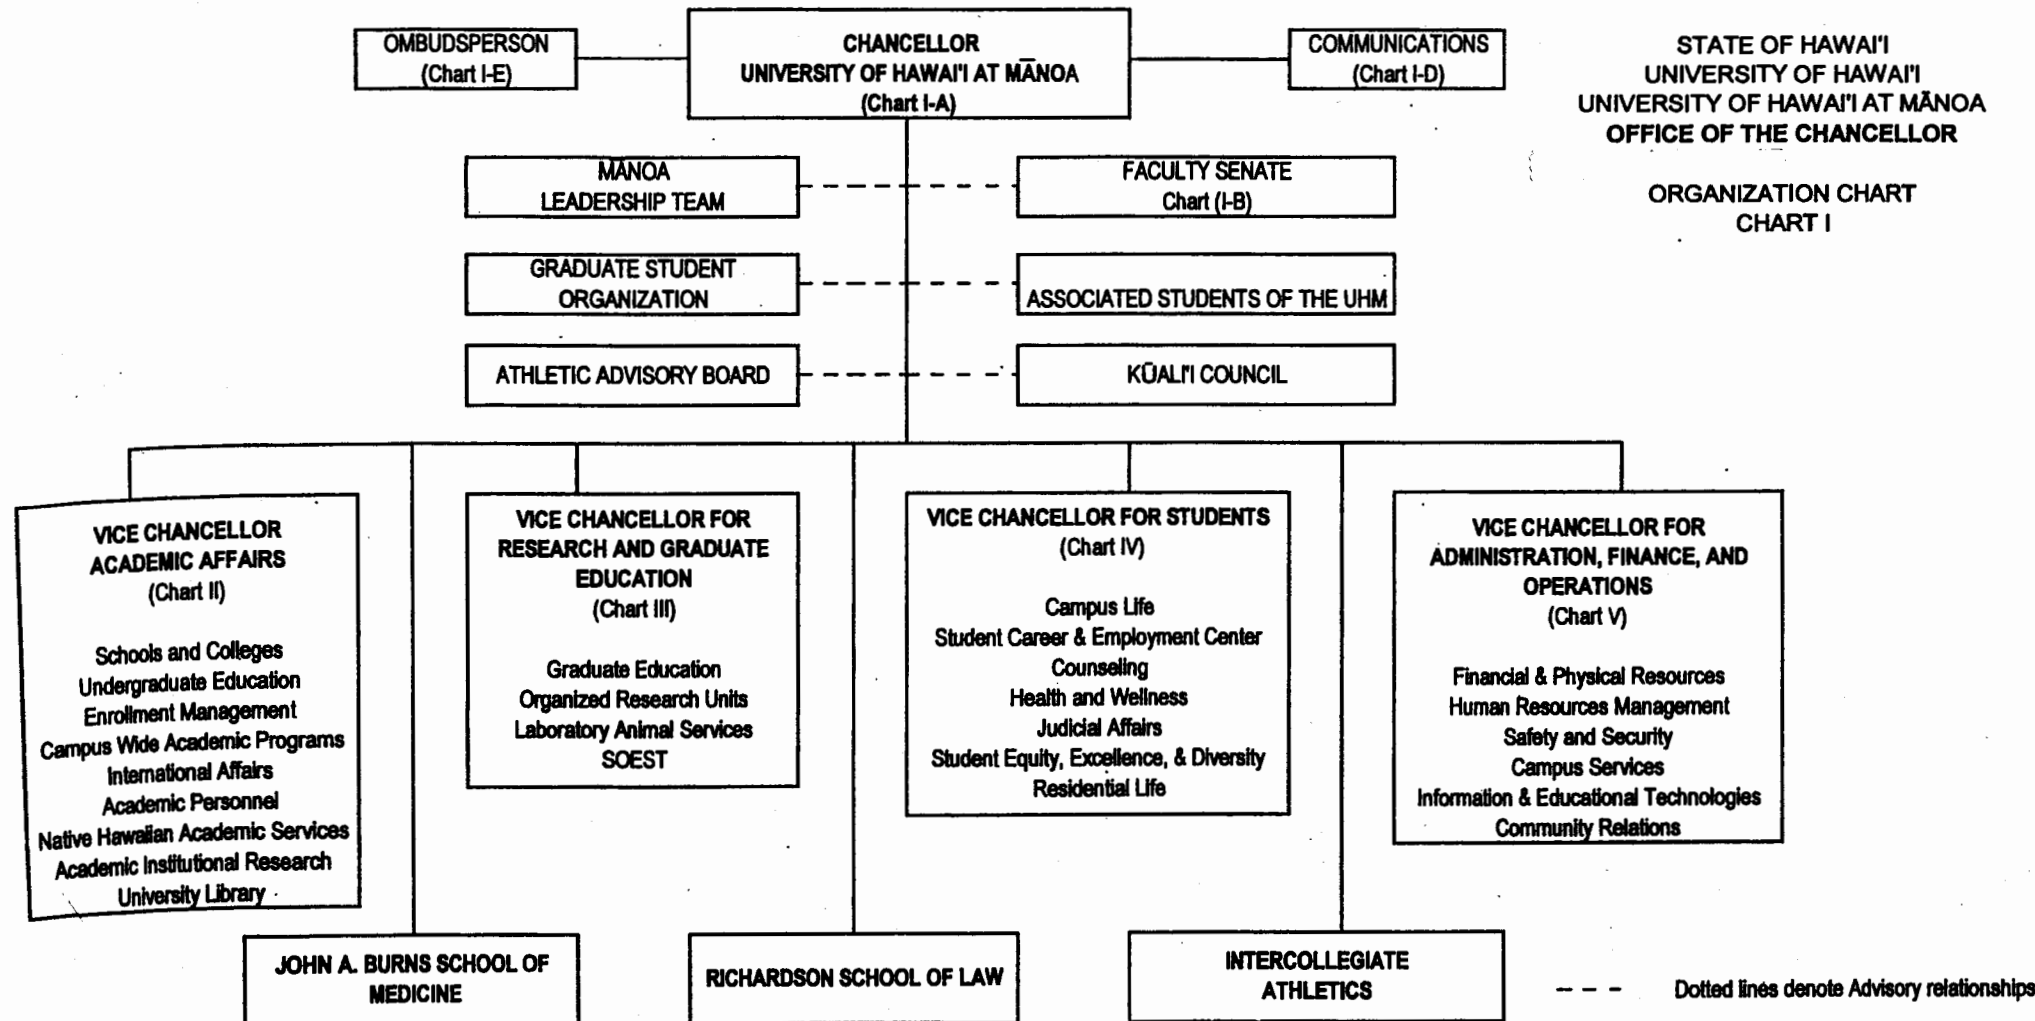 OMBUDSPERSON
(Chart I-E)
CHANCELLOR
UNIVERSITY OF HAWAI'I AT MĀNOA
(Chart I-A)
COMMUNICATIONS
(Chart I-D)
STATE OF HAWAI'I
UNIVERSITY OF HAWAI'I
UNIVERSITY OF HAWAI'I AT MĀNOA
OFFICE OF THE CHANCELLOR
ORGANIZATION CHART
CHART I
MĀNOA
LEADERSHIP TEAM
FACULTY SENATE
Chart (I-B)
GRADUATE STUDENT
ORGANIZATION
ASSOCIATED STUDENTS OF THE UHM
ATHLETIC ADVISORY BOARD
KŪALI'I COUNCIL
VICE CHANCELLOR
ACADEMIC AFFAIRS
(Chart II)
Schools and Colleges
Undergraduate Education
Enrollment Management
Campus Wide Academic Programs
International Affairs
Academic Personnel
Native Hawaiian Academic Services
Academic Institutional Research
University Library
VICE CHANCELLOR FOR
RESEARCH AND GRADUATE
EDUCATION
(Chart III)
Graduate Education
Organized Research Units
Laboratory Animal Services
SOEST
VICE CHANCELLOR FOR STUDENTS
(Chart IV)
Campus Life
Student Career & Employment Center
Counseling
Health and Wellness
Judicial Affairs
Student Equity, Excellence, & Diversity
Residential Life
VICE CHANCELLOR FOR
ADMINISTRATION, FINANCE, AND
OPERATIONS
(Chart V)
Financial & Physical Resources
Human Resources Management
Safety and Security
Campus Services
Information & Educational Technologies
Community Relations
JOHN A. BURNS SCHOOL OF
MEDICINE
RICHARDSON SCHOOL OF LAW
INTERCOLLEGIATE
ATHLETICS
Dotted lines denote Advisory relationships